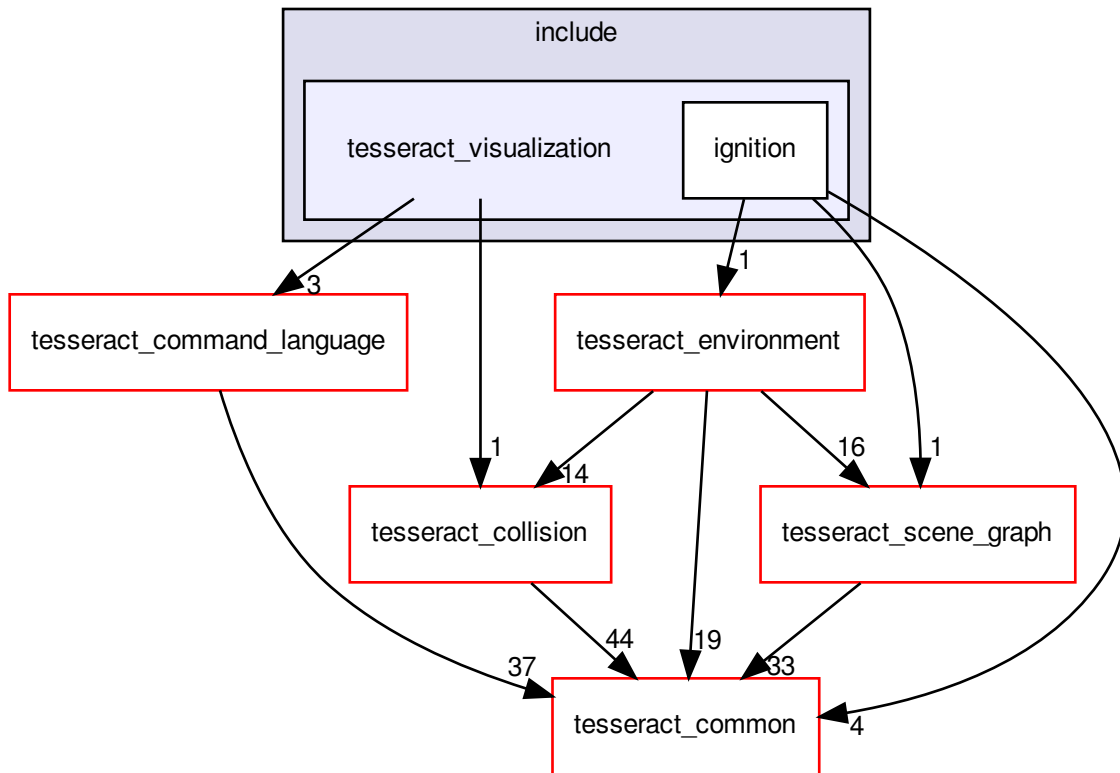 include
tesseract_visualization
ignition
1
3
tesseract_command_language
tesseract_environment
1
14
16
1
tesseract_collision
tesseract_scene_graph
37
44
19
33
4
tesseract_common